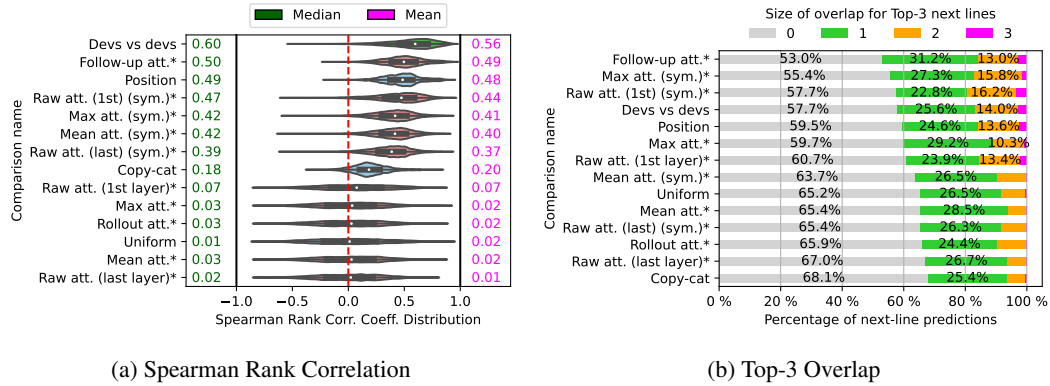 Median Mean
Devs vs devs 0.60 0.56
Follow-up att.* 0.50 0.49
Position 0.49 0.48
Raw att. (1st) (sym.)* 0.47 0.44
Max att. (sym.)* 0.42 0.41
Mean att. (sym.)* 0.42 0.40
Raw att. (last) (sym.)* 0.39 0.37
Copy-cat 0.18 0.20
Raw att. (1st layer)* 0.07 0.07
Max att.* 0.03 0.02
Rollout att.* 0.03 0.02
Uniform 0.01 0.02
Mean att.* 0.03 0.02
Raw att. (last layer)* 0.02 0.01
Comparison name
−1.0 −0.5 0.0 0.5 1.0
Spearman Rank Corr. Coeff. Distribution
(a) Spearman Rank Correlation
Size of overlap for Top-3 next lines
0 1 2 3
Follow-up att.* 53.0% 31.2% 13.0%
Max att. (sym.)* 55.4% 27.3% 15.8%
Raw att. (1st) (sym.)* 57.7% 22.8% 16.2%
Devs vs devs 57.7% 25.6% 14.0%
Position 59.5% 24.6% 13.6%
Max att.* 59.7% 29.2% 10.3%
Raw att. (1st layer)* 60.7% 23.9% 13.4%
Mean att. (sym.)* 63.7% 26.5%
Uniform 65.2% 26.5%
Mean att.* 65.4% 28.5%
Raw att. (last) (sym.)* 65.4% 26.3%
Rollout att.* 65.9% 24.4%
Raw att. (last layer)* 67.0% 26.7%
Copy-cat 68.1% 25.4%
Comparison name
0 % 20 % 40 % 60 % 80 % 100 %
Percentage of next-line predictions
(b) Top-3 Overlap